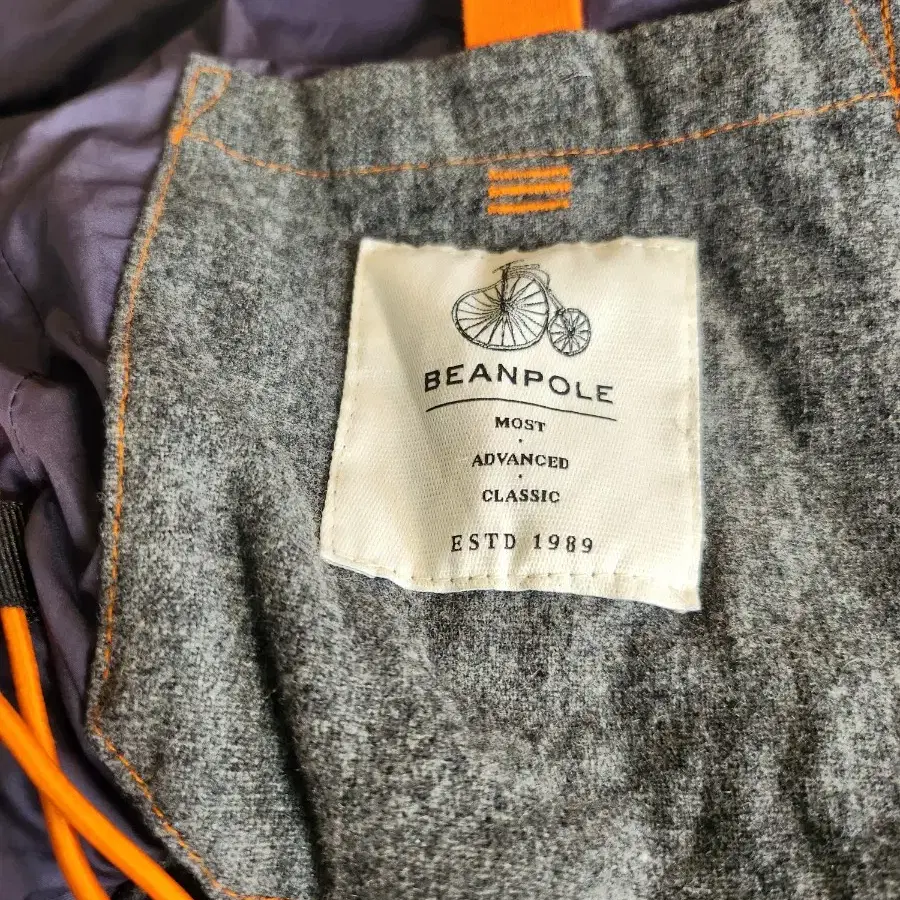 BEANPOLE
MOST
ADVANCED
CLASSIC
ESTD 1989